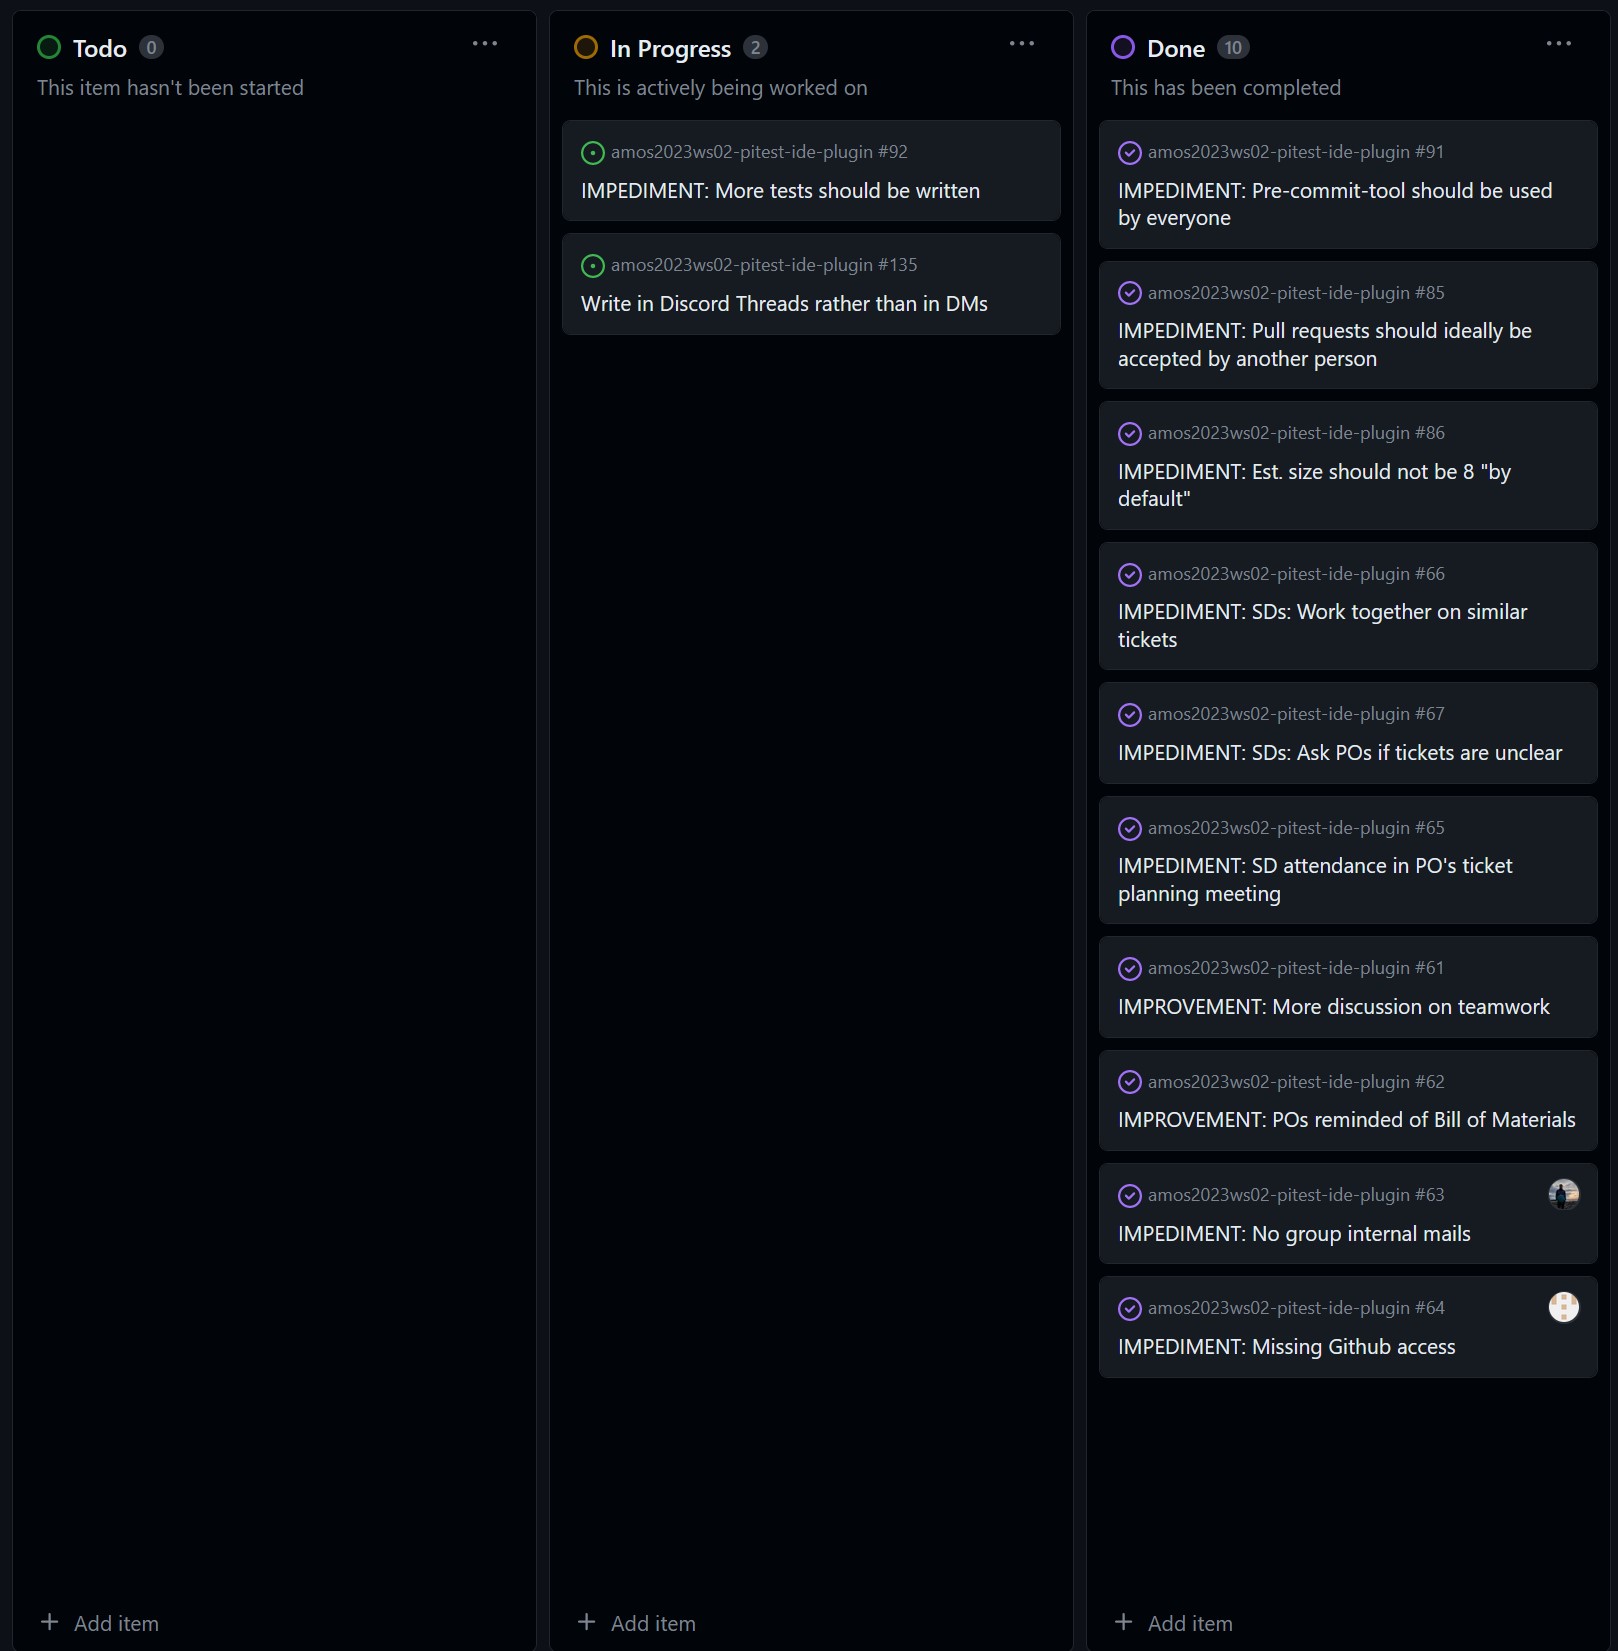 Todo 0
This item hasn't been started
Add item
In Progress 2
This is actively being worked on
amos2023ws02-pitest-ide-plugin #92
IMPEDIMENT: More tests should be written
amos2023ws02-pitest-ide-plugin #135
Write in Discord Threads rather than in DMs
Add item
Done 10
This has been completed
amos2023ws02-pitest-ide-plugin #91
IMPEDIMENT: Pre-commit-tool should be used
by everyone
amos2023ws02-pitest-ide-plugin #85
IMPEDIMENT: Pull requests should ideally be
accepted by another person
amos2023ws02-pitest-ide-plugin #86
IMPEDIMENT: Est. size should not be 8 "by
default"
amos2023ws02-pitest-ide-plugin #66
IMPEDIMENT: SDs: Work together on similar
tickets
amos2023ws02-pitest-ide-plugin #67
IMPEDIMENT: SDs: Ask POs if tickets are unclear
amos2023ws02-pitest-ide-plugin #65
IMPEDIMENT: SD attendance in PO's ticket
planning meeting
amos2023ws02-pitest-ide-plugin #61
IMPROVEMENT: More discussion on teamwork
amos2023ws02-pitest-ide-plugin #62
IMPROVEMENT: POs reminded of Bill of Materials
amos2023ws02-pitest-ide-plugin #63
IMPEDIMENT: No group internal mails
amos2023ws02-pitest-ide-plugin #64
IMPEDIMENT: Missing Github access
Add item